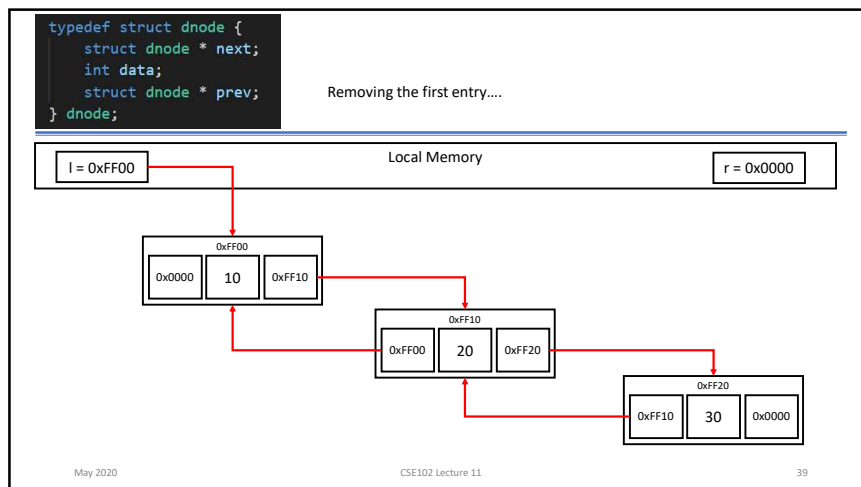 typedef struct dnode {
struct dnode * next;
int data;
struct dnode * prev;
} dnode;
Removing the first entry....
Local Memory
l = 0xFF00
r = 0x0000
0xFF00
0x0000 10 0xFF10
0xFF10
0xFF00 20 0xFF20
0xFF20
0xFF10 30 0x0000
May 2020 CSE102 Lecture 11 39